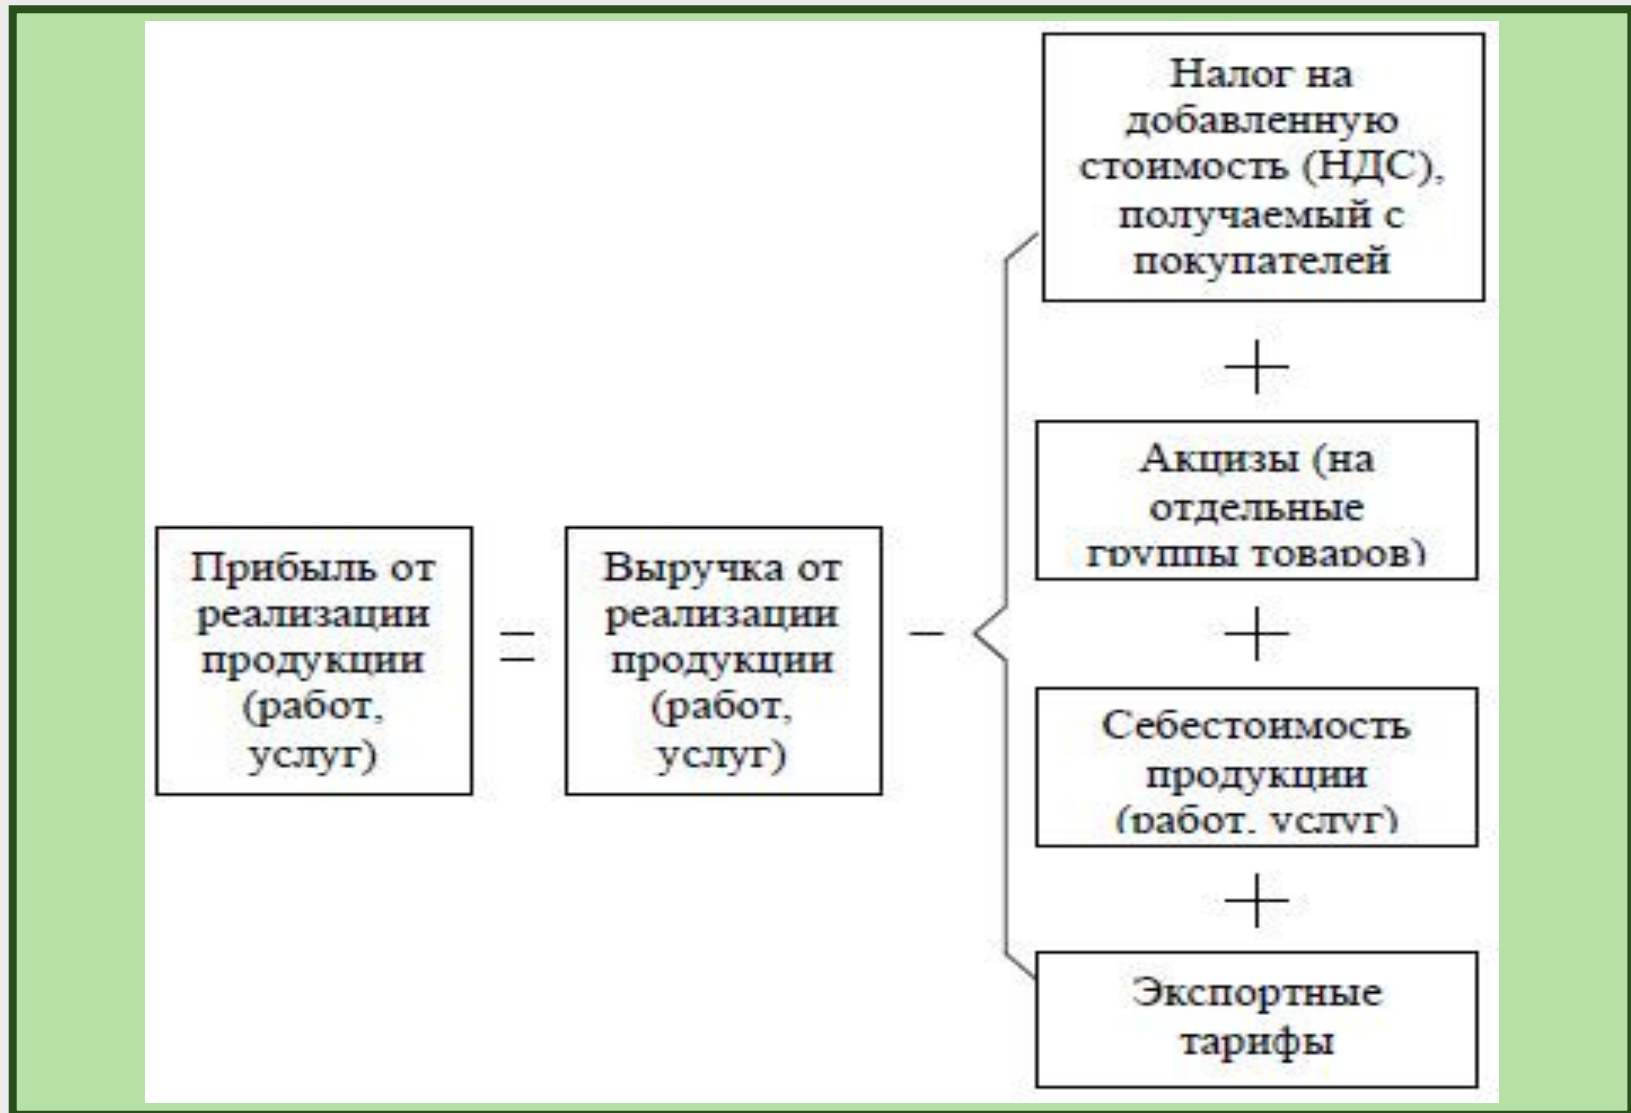 Прибыль от
реализации
продукции
(работ,
услуг)
=
Выручка от
реализации
продукции
(работ,
услуг)
−
Налог на
добавленную
стоимость (НДС),
получаемый с
покупателей
+
Акцизы (на
отдельные
группы товаров)
+
Себестоимость
продукции
(работ, услуг)
+
Экспортные
тарифы